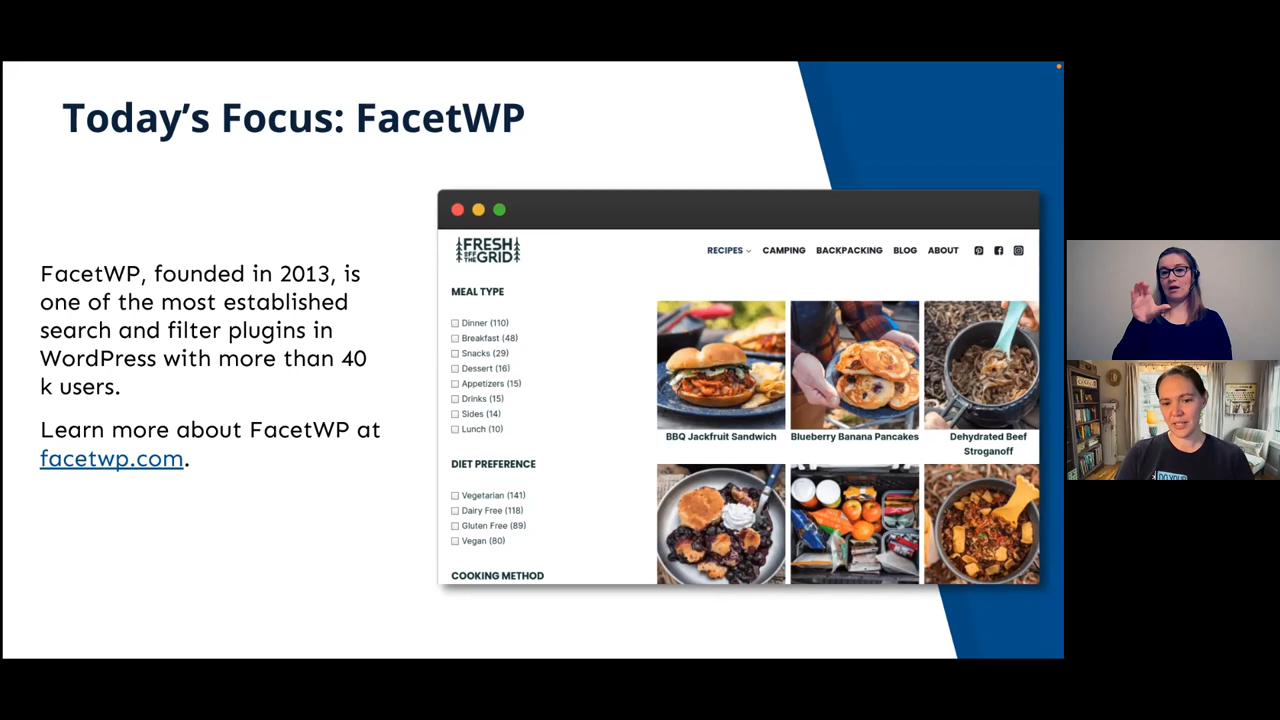 Today's Focus: FacetWP
FacetWP, founded in 2013, is
one of the most established
search and filter plugins in
WordPress with more than 40
k users.
Learn more about FacetWP at
facetwp.com.
FRESH
OFF THE
GRID
RECIPES
CAMPING
BACKPACKING
BLOG
ABOUT
MEAL TYPE
Dinner (110)
Breakfast (48)
Snacks (29)
Dessert (16)
Appetizers (15)
Drinks (15)
Sides (14)
Lunch (10)
DIET PREFERENCE
Vegetarian (141)
Dairy Free (118)
Gluten Free (89)
Vegan (80)
COOKING METHOD
BBQ Jackfruit Sandwich
Blueberry Banana Pancakes
Dehydrated Beef
Stroganoff
DO YOUR